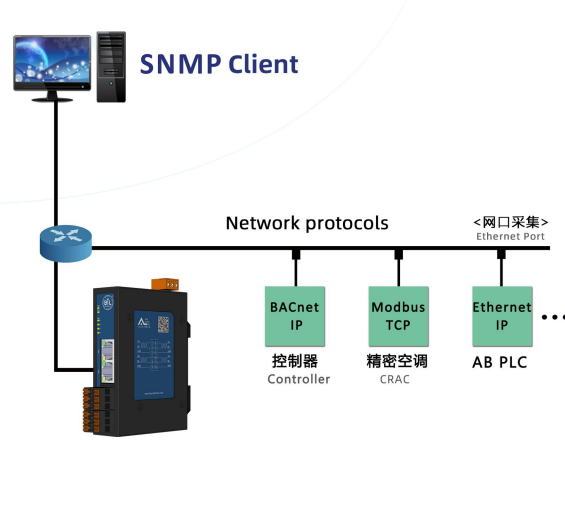 SNMP Client
Network protocols
<网口采集>
Ethernet Port
BACnet
IP
Modbus
TCP
Ethernet
IP
控制器
Controller
精密空调
CRAC
AB PLC